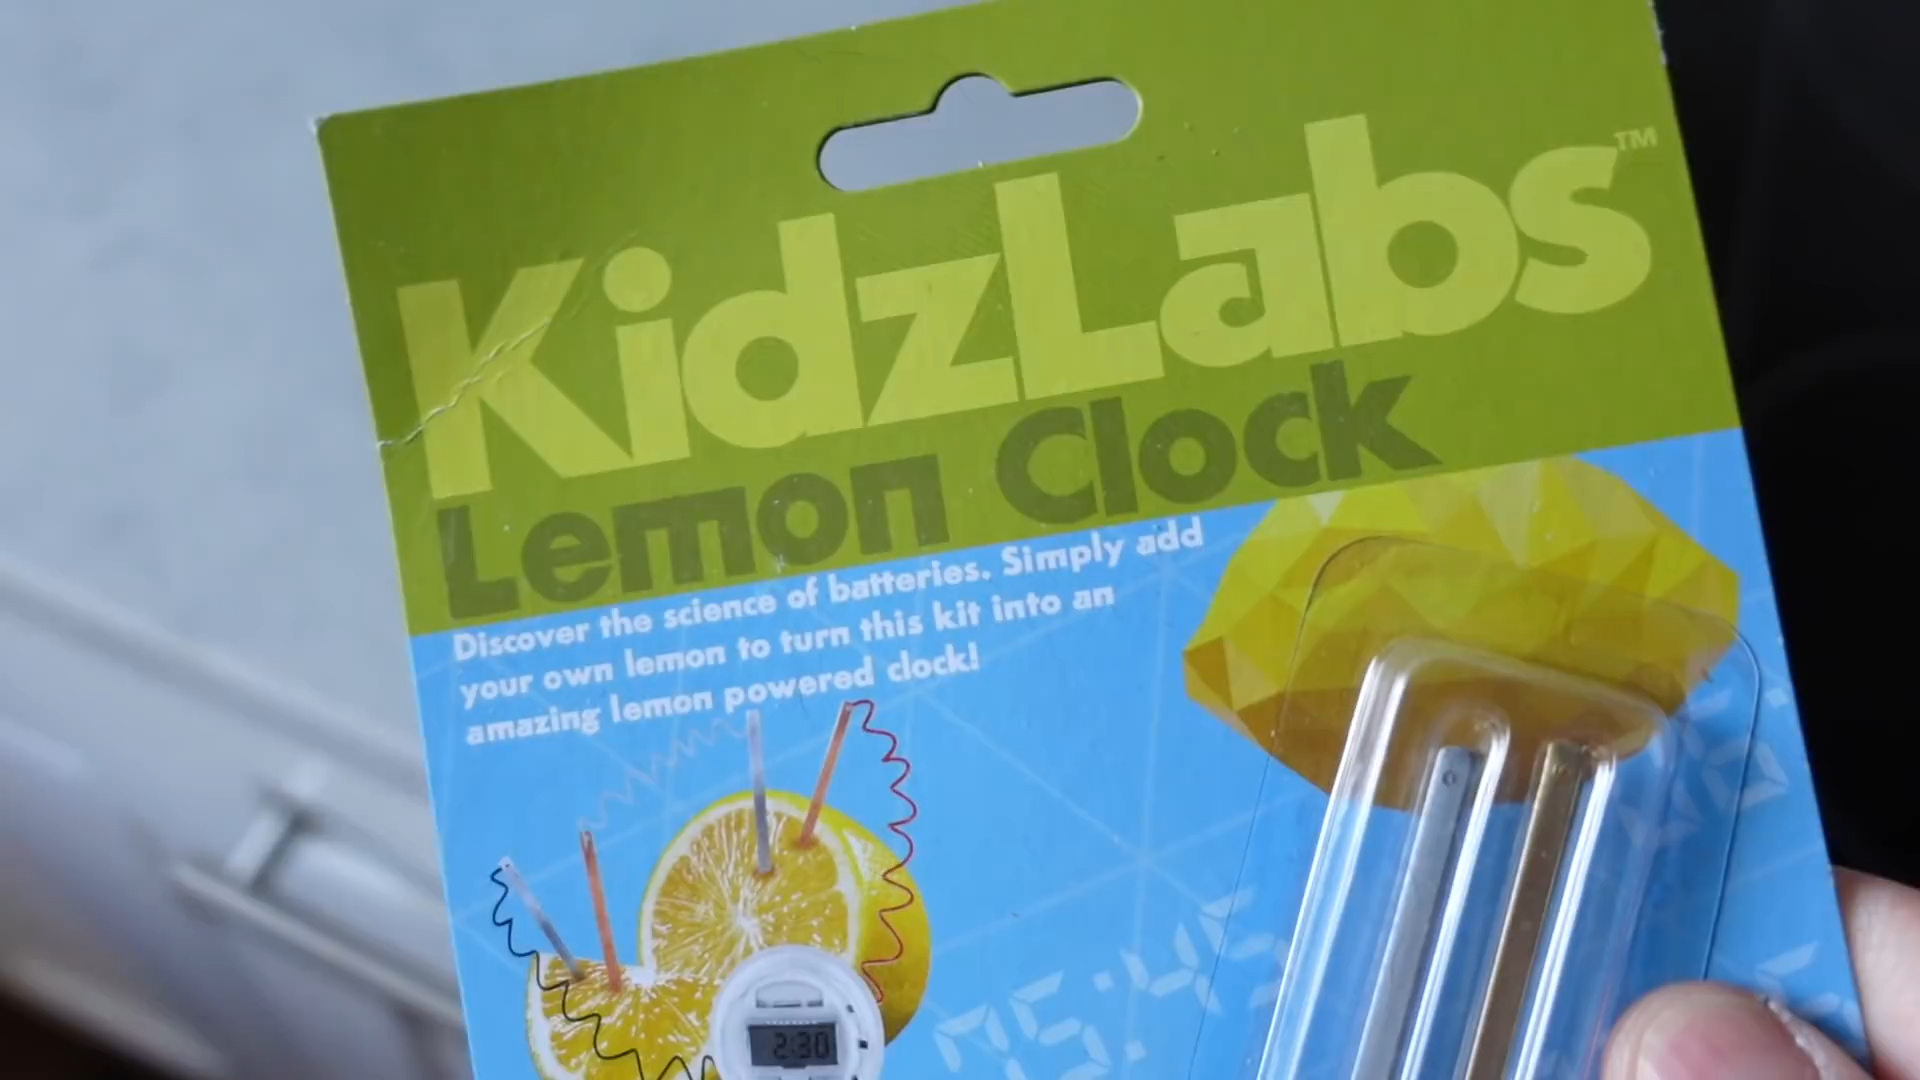 KidzLabs™
Lemon Clock
Discover the science of batteries. Simply add
your own lemon to turn this kit into an
amazing lemon powered clock!
2:30